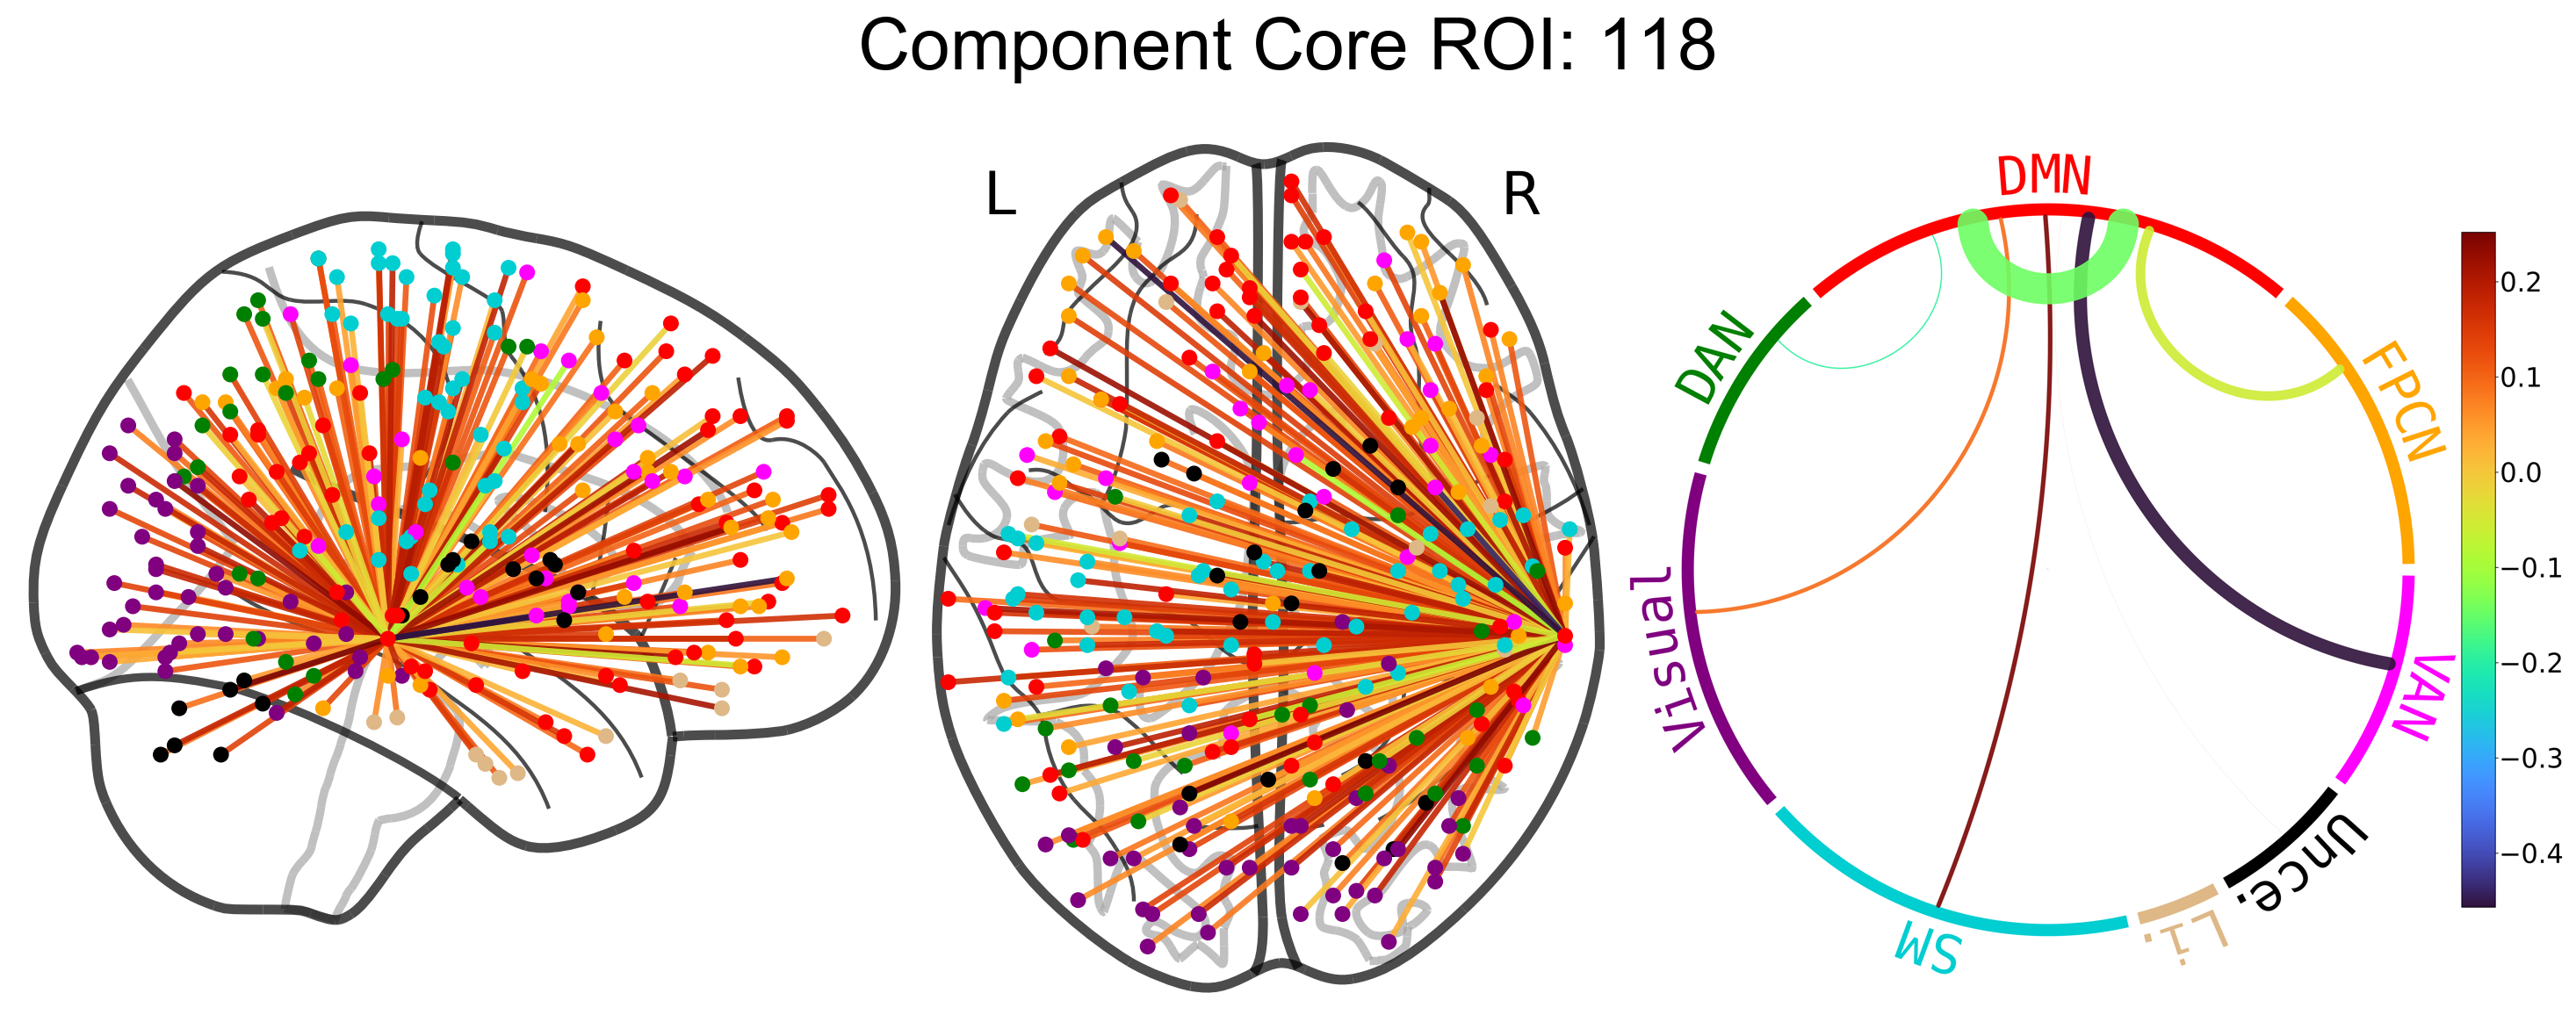 Component Core ROI: 118
L
R
DMN
FPCN
VAN
Unce.
Li.
SM
Visual
DAN
0.2
0.1
0.0
−0.1
−0.2
−0.3
−0.4